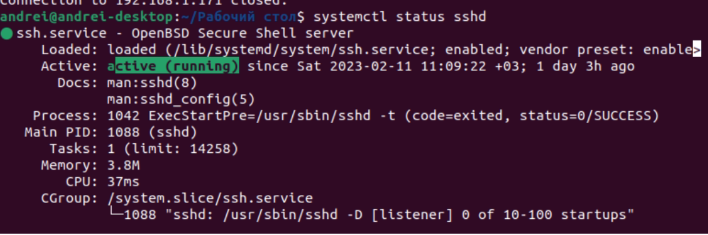 Connection to 192.168.1.171 closed.
andrei@andrei-desktop:~/Рабочий стол$ systemctl status sshd
● ssh.service - OpenBSD Secure Shell server
Loaded: loaded (/lib/systemd/system/ssh.service; enabled; vendor preset: enable>
Active: active (running) since Sat 2023-02-11 11:09:22 +03; 1 day 3h ago
Docs: man:sshd(8)
man:sshd_config(5)
Process: 1042 ExecStartPre=/usr/sbin/sshd -t (code=exited, status=0/SUCCESS)
Main PID: 1088 (sshd)
Tasks: 1 (limit: 14258)
Memory: 3.8M
CPU: 37ms
CGroup: /system.slice/ssh.service
└─1088 "sshd: /usr/sbin/sshd -D [listener] 0 of 10-100 startups"